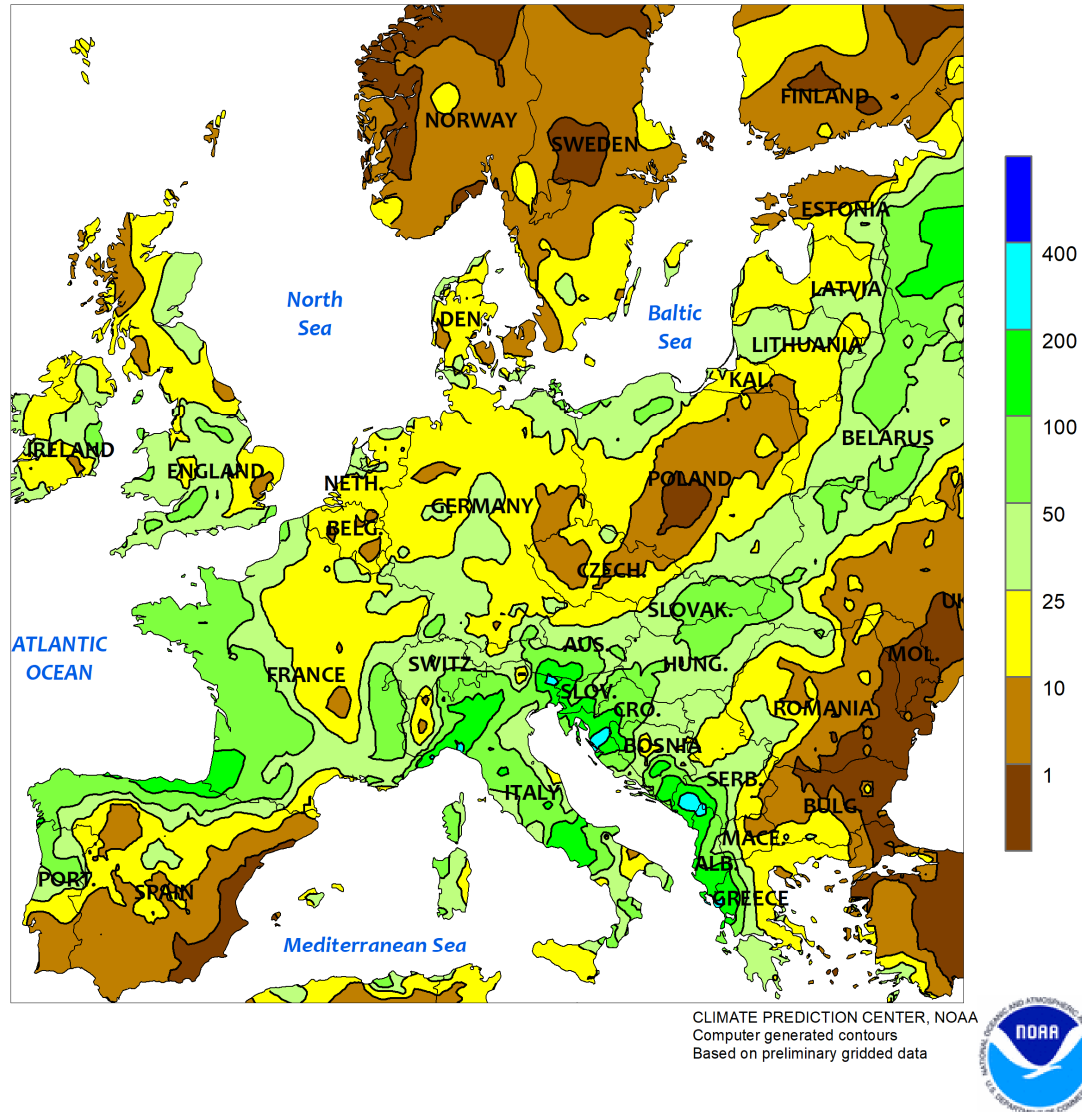 FINLAND
NORWAY
SWEDEN
ESTONIA
LATVIA
North
Sea
Baltic
Sea
DEN.
LITHUANIA
KAL.
IRELAND
ENGLAND
BELARUS
NETH.
GERMANY
POLAND
BELG.
CZECH.
SLOVAK.
UK
ATLANTIC
OCEAN
AUS.
MOL.
SWITZ.
HUNG.
FRANCE
SLOV.
CRO.
ROMANIA
BOSNIA
SERB.
ITALY
BULG.
MACE.
ALB.
PORT.
SPAIN
GREECE
Mediterranean Sea
400
200
100
50
25
10
1
CLIMATE PREDICTION CENTER, NOAA
Computer generated contours
Based on preliminary gridded data
NOAA